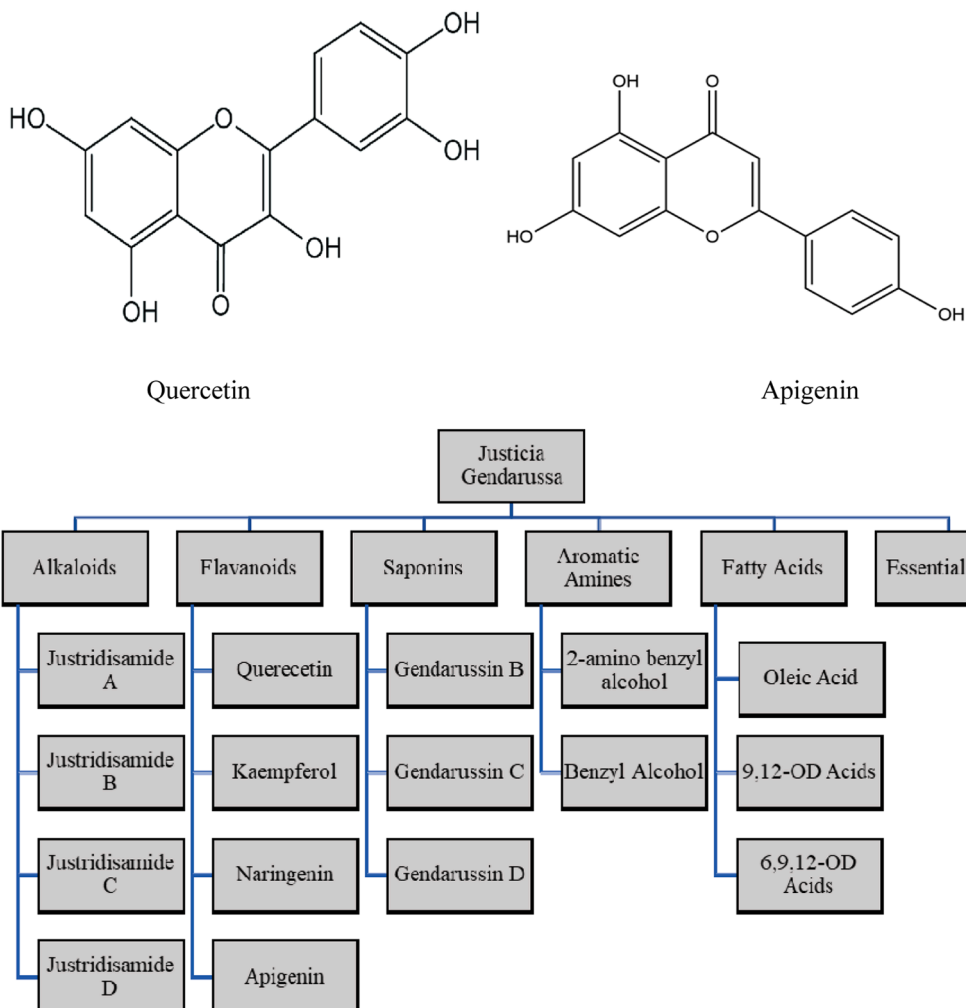 OH
HO
O
OH
OH
OH
O
Quercetin
OH
O
HO
O
OH
Apigenin
Justicia
Gendarussa
Alkaloids
Flavanoids
Saponins
Aromatic
Amines
Fatty Acids
Essential
Justridisamide
A
Querecetin
Gendarussin B
2-amino benzyl
alcohol
Oleic Acid
Justridisamide
B
Kaempferol
Gendarussin C
Benzyl Alcohol
9,12-OD Acids
Justridisamide
C
Naringenin
Gendarussin D
6,9,12-OD
Acids
Justridisamide
D
Apigenin